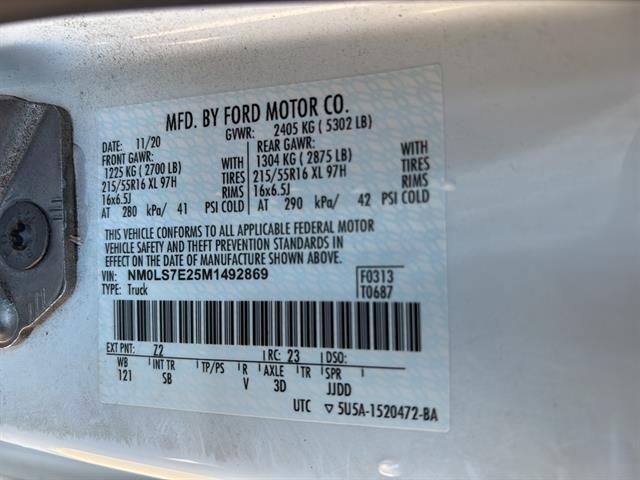 MFD. BY FORD MOTOR CO.
DATE: 11/20 GVWR: 2405 KG ( 5302 LB)
FRONT GAWR: REAR GAWR:
1225 KG ( 2700 LB) WITH 1304 KG ( 2875 LB) WITH
215/55R16 XL 97H TIRES 215/55R16 XL 97H TIRES
16x6.5J RIMS 16x6.5J RIMS
AT 280 kPa/ 41 PSI COLD AT 290 kPa/ 42 PSI COLD
THIS VEHICLE CONFORMS TO ALL APPLICABLE FEDERAL MOTOR
VEHICLE SAFETY AND THEFT PREVENTION STANDARDS IN
EFFECT ON THE DATE OF MANUFACTURE SHOWN ABOVE.
VIN: NM0LS7E25M1492869 F0313
TYPE: Truck T0687
EXT PNT: Z2 RC: 23 DSO:
WB INT TR TP/PS R AXLE TR SPR
121 SB V 3D JJDD
UTC ▽ 5U5A-1520472-BA